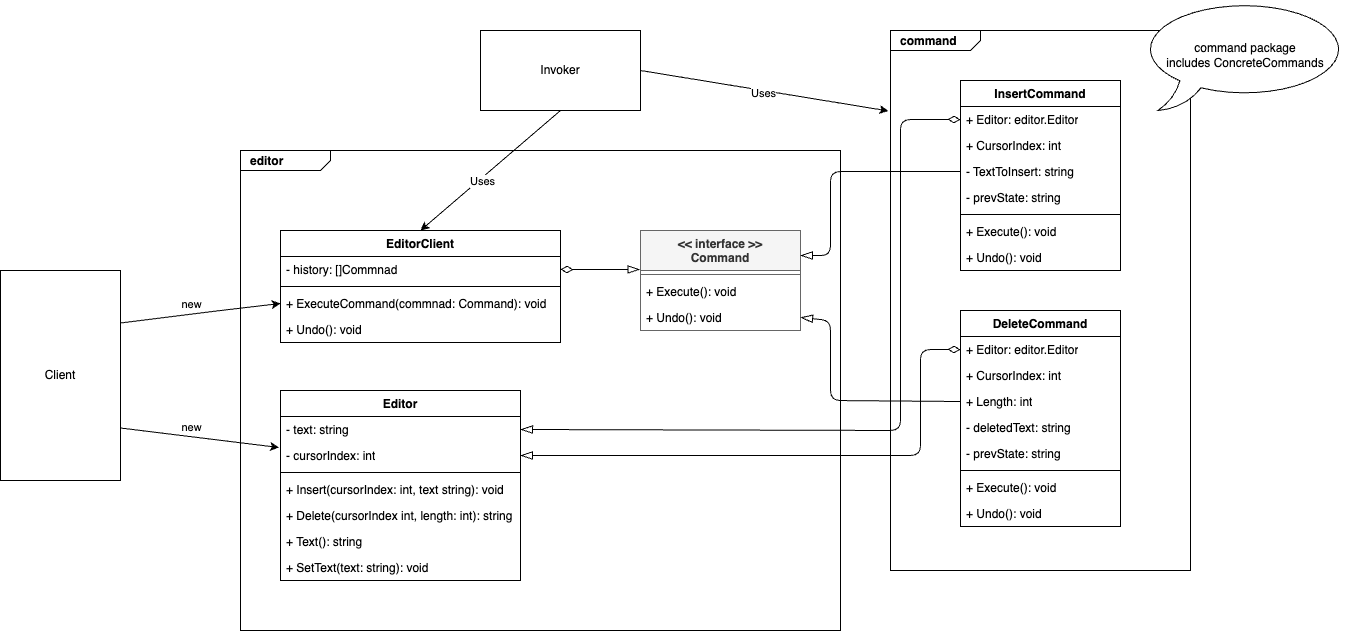 command package
includes ConcreteCommands
command
Invoker
Uses
Uses
InsertCommand
+ Editor: editor.Editor
+ CursorIndex: int
- TextToInsert: string
- prevState: string
+ Execute(): void
+ Undo(): void
editor
EditorClient
- history: []Commnad
+ ExecuteCommand(commnad: Command): void
+ Undo(): void
<< interface >>
Command
+ Execute(): void
+ Undo(): void
new
Client
new
DeleteCommand
+ Editor: editor.Editor
+ CursorIndex: int
+ Length: int
- deletedText: string
- prevState: string
+ Execute(): void
+ Undo(): void
Editor
- text: string
- cursorIndex: int
+ Insert(cursorIndex: int, text string): void
+ Delete(cursorIndex int, length: int): string
+ Text(): string
+ SetText(text: string): void